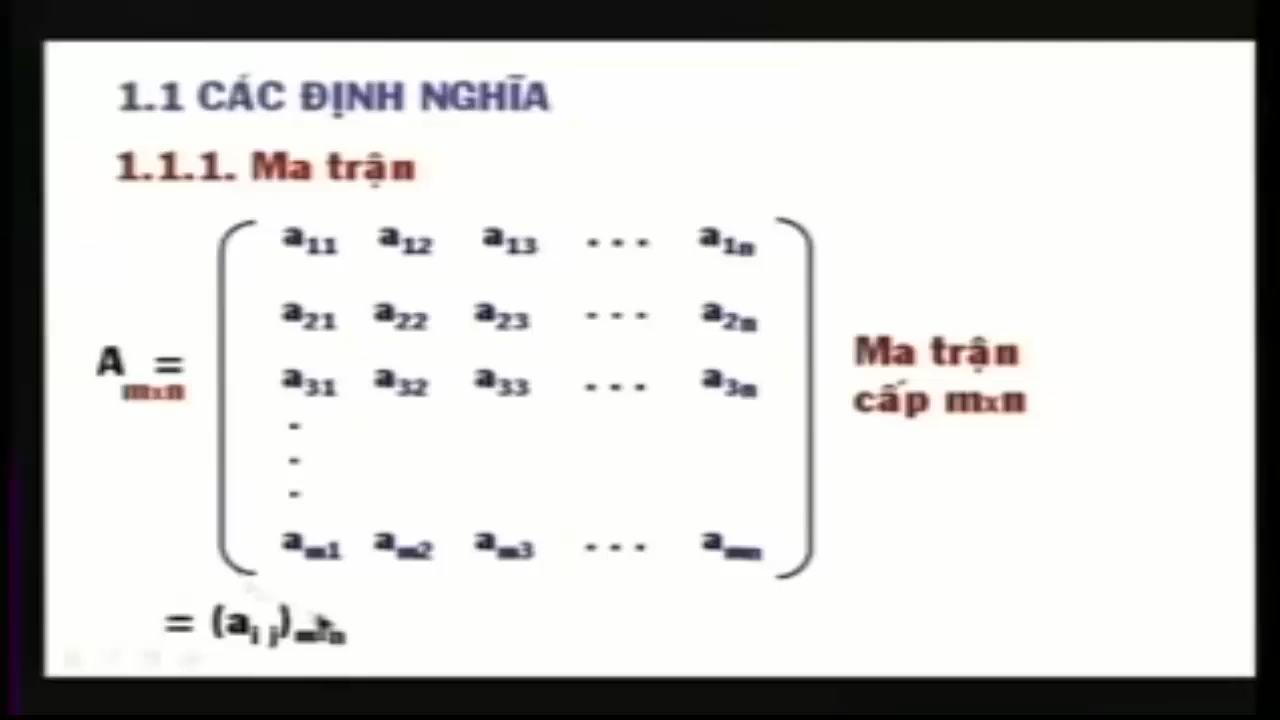 1.1 CÁC ĐỊNH NGHĨA
1.1.1. Ma trận
a11 a12 a13 ... a1n
a21 a22 a23 ... a2n
A mxn =
a31 a32 a33 ... a3n
.
.
.
am1 am2 am3 ... amn
Ma trận
cấp mxn
= (ai j)mxn